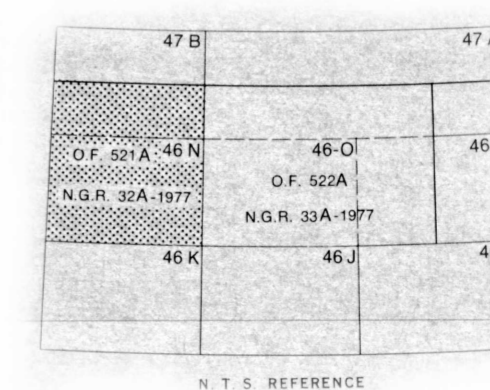 47 B
47 A
46 N
46-O
46
O.F. 521A
O.F. 522A
N.G.R. 32A-1977
N.G.R. 33A-1977
46 K
46 J
4
N. T. S. REFERENCE